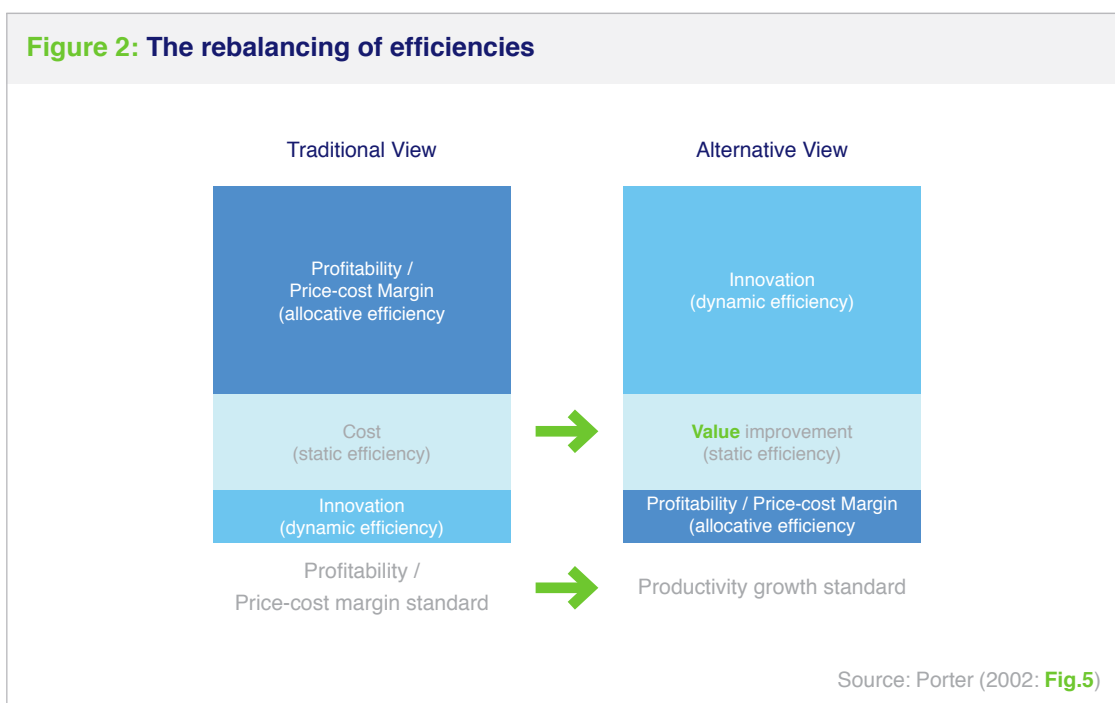 Figure 2: The rebalancing of efficiencies
Traditional View
Profitability /
Price-cost Margin
(allocative efficiency
Cost
(static efficiency)
Innovation
(dynamic efficiency)
Profitability /
Price-cost margin standard
Alternative View
Innovation
(dynamic efficiency)
Value improvement
(static efficiency)
Profitability / Price-cost Margin
(allocative efficiency
Productivity growth standard
Source: Porter (2002: Fig.5)